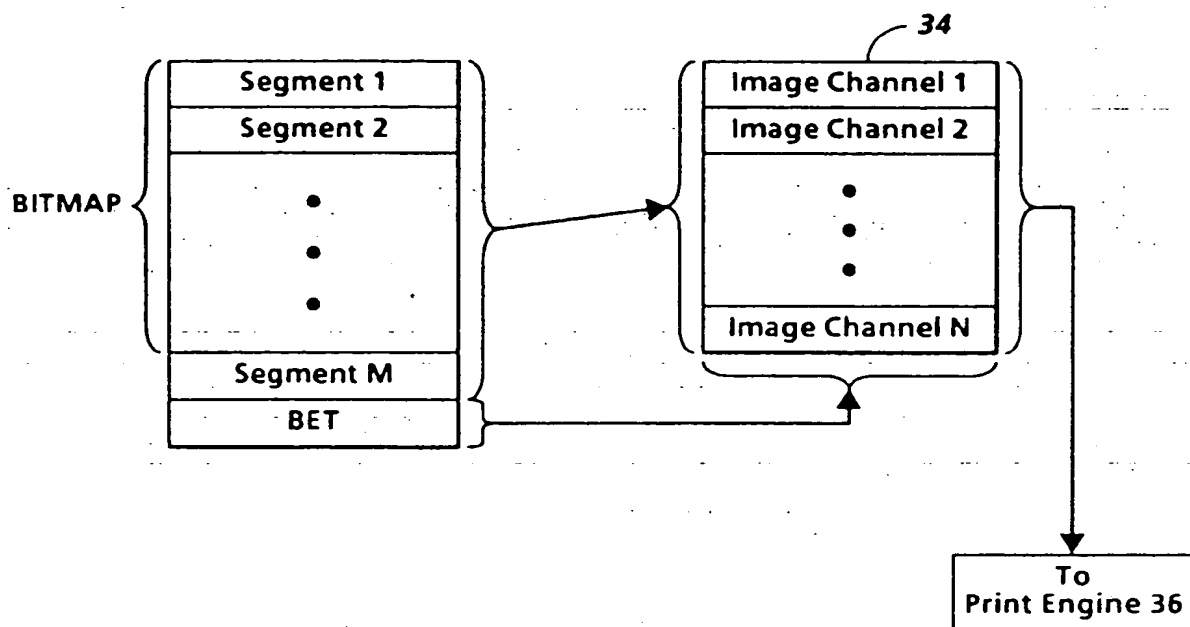 34
Segment 1
Segment 2
BITMAP
Segment M
BET
Image Channel 1
Image Channel 2
Image Channel N
To
Print Engine 36